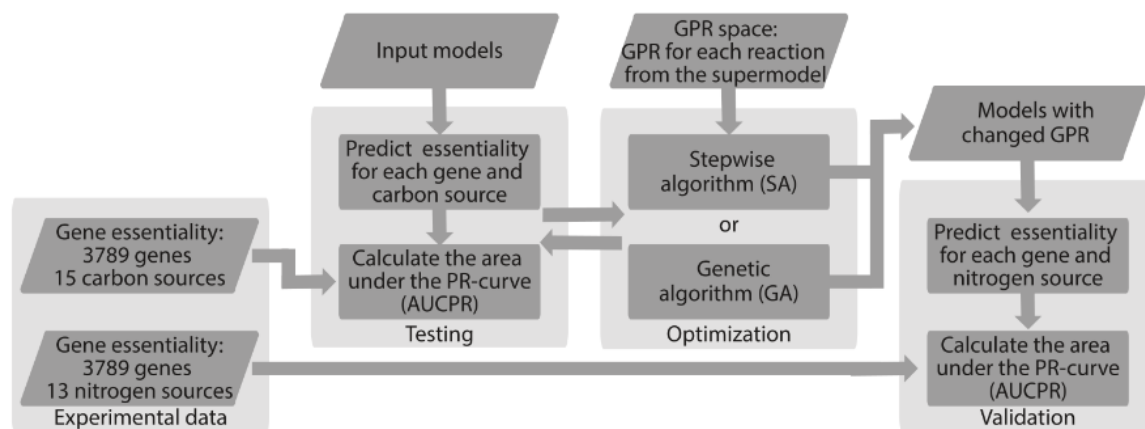 Input models
GPR space:
GPR for each reaction
from the supermodel
Predict essentiality
for each gene and
carbon source
Calculate the area
under the PR-curve
(AUCPR)
Testing
Stepwise
algorithm (SA)
or
Genetic
algorithm (GA)
Optimization
Models with
changed GPR
Predict essentiality
for each gene and
nitrogen source
Calculate the area
under the PR-curve
(AUCPR)
Validation
Gene essentiality:
3789 genes
15 carbon sources
Gene essentiality:
3789 genes
13 nitrogen sources
Experimental data